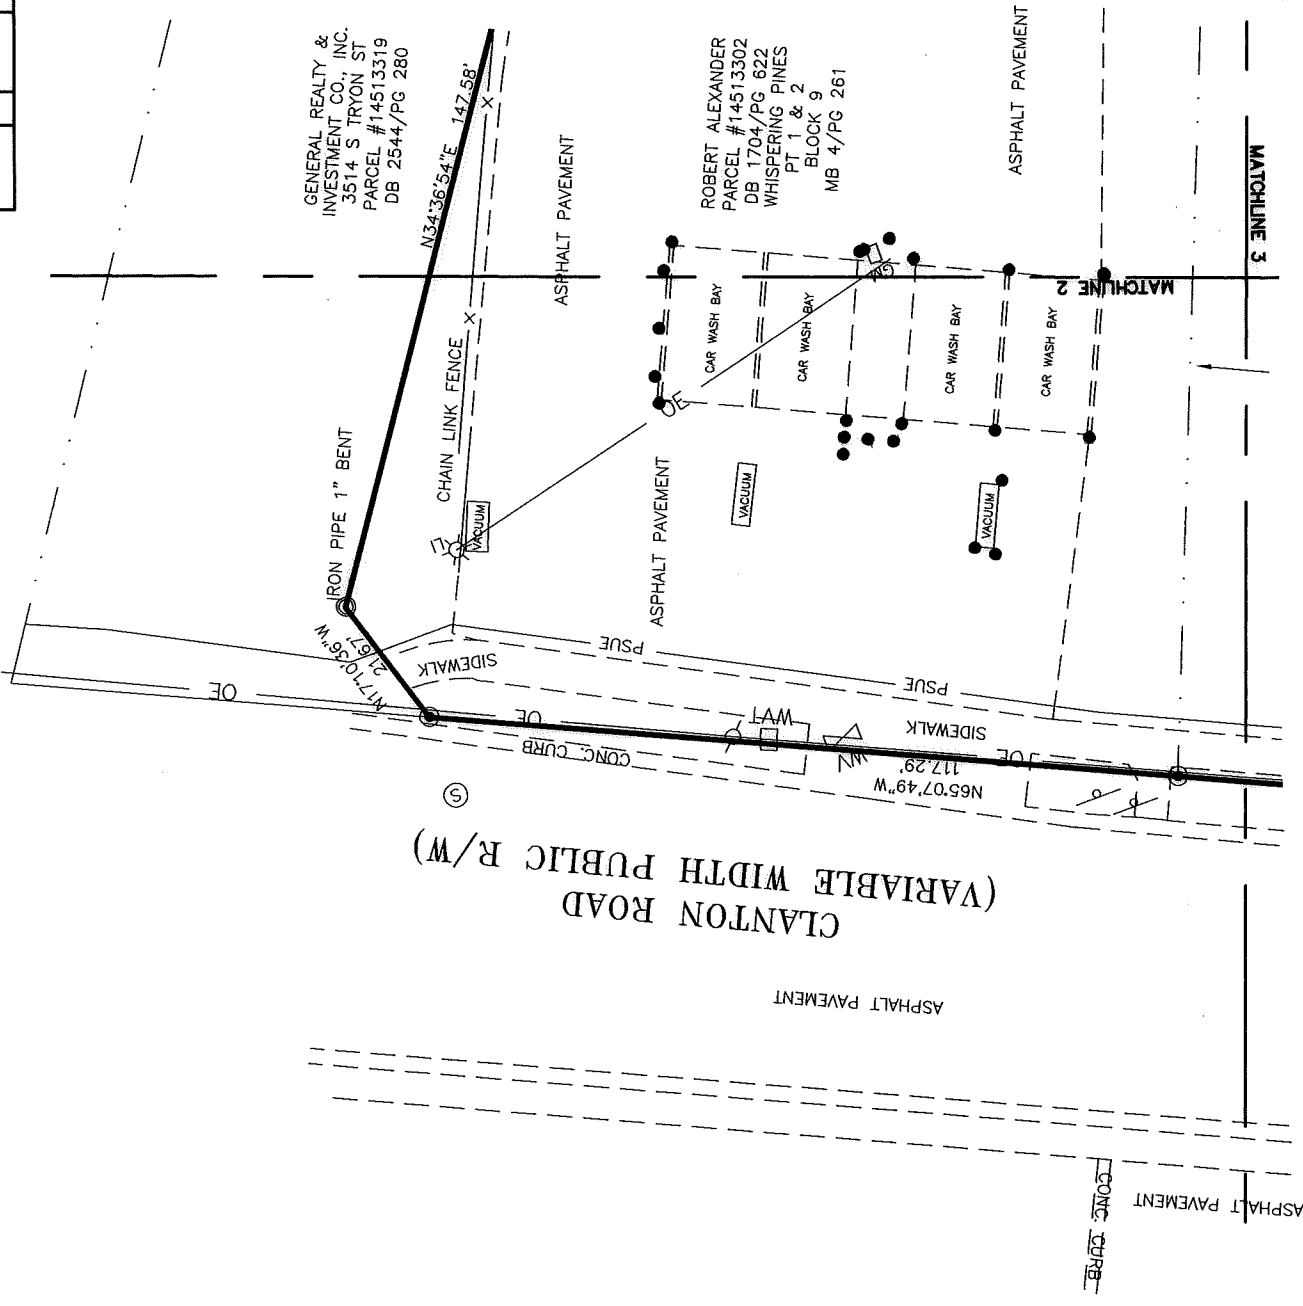 GENERAL REALTY &
INVESTMENT CO., INC.
3514 S TRYON ST
PARCEL #14513319
DB 2544/PG 280
N34°36'54"E 147.58'
ASPHALT PAVEMENT
ROBERT ALEXANDER
PARCEL #14513302
DB 1704/PG 622
WHISPERING PINES
PT 1 & 2
BLOCK 9
MB 4/PG 261
ASPHALT PAVEMENT
MATCHLINE 3
MATCHLINE 2
GM
CAR WASH BAY
CAR WASH BAY
CAR WASH BAY
CAR WASH BAY
OE
CHAIN LINK FENCE
IRON PIPE 1" BENT
VACUUM
VACUUM
VACUUM
ASPHALT PAVEMENT
N17°10'36"W
21.67'
SIDEWALK
PSUE
PSUE
OE
OE
CONC. CURB
WVT
WV
SIDEWALK
OE
N65°07'49"W
117.29'
S
CLANTON ROAD
(VARIABLE WIDTH PUBLIC R/W)
ASPHALT PAVEMENT
CONC. CURB
ASPHALT PAVEMENT